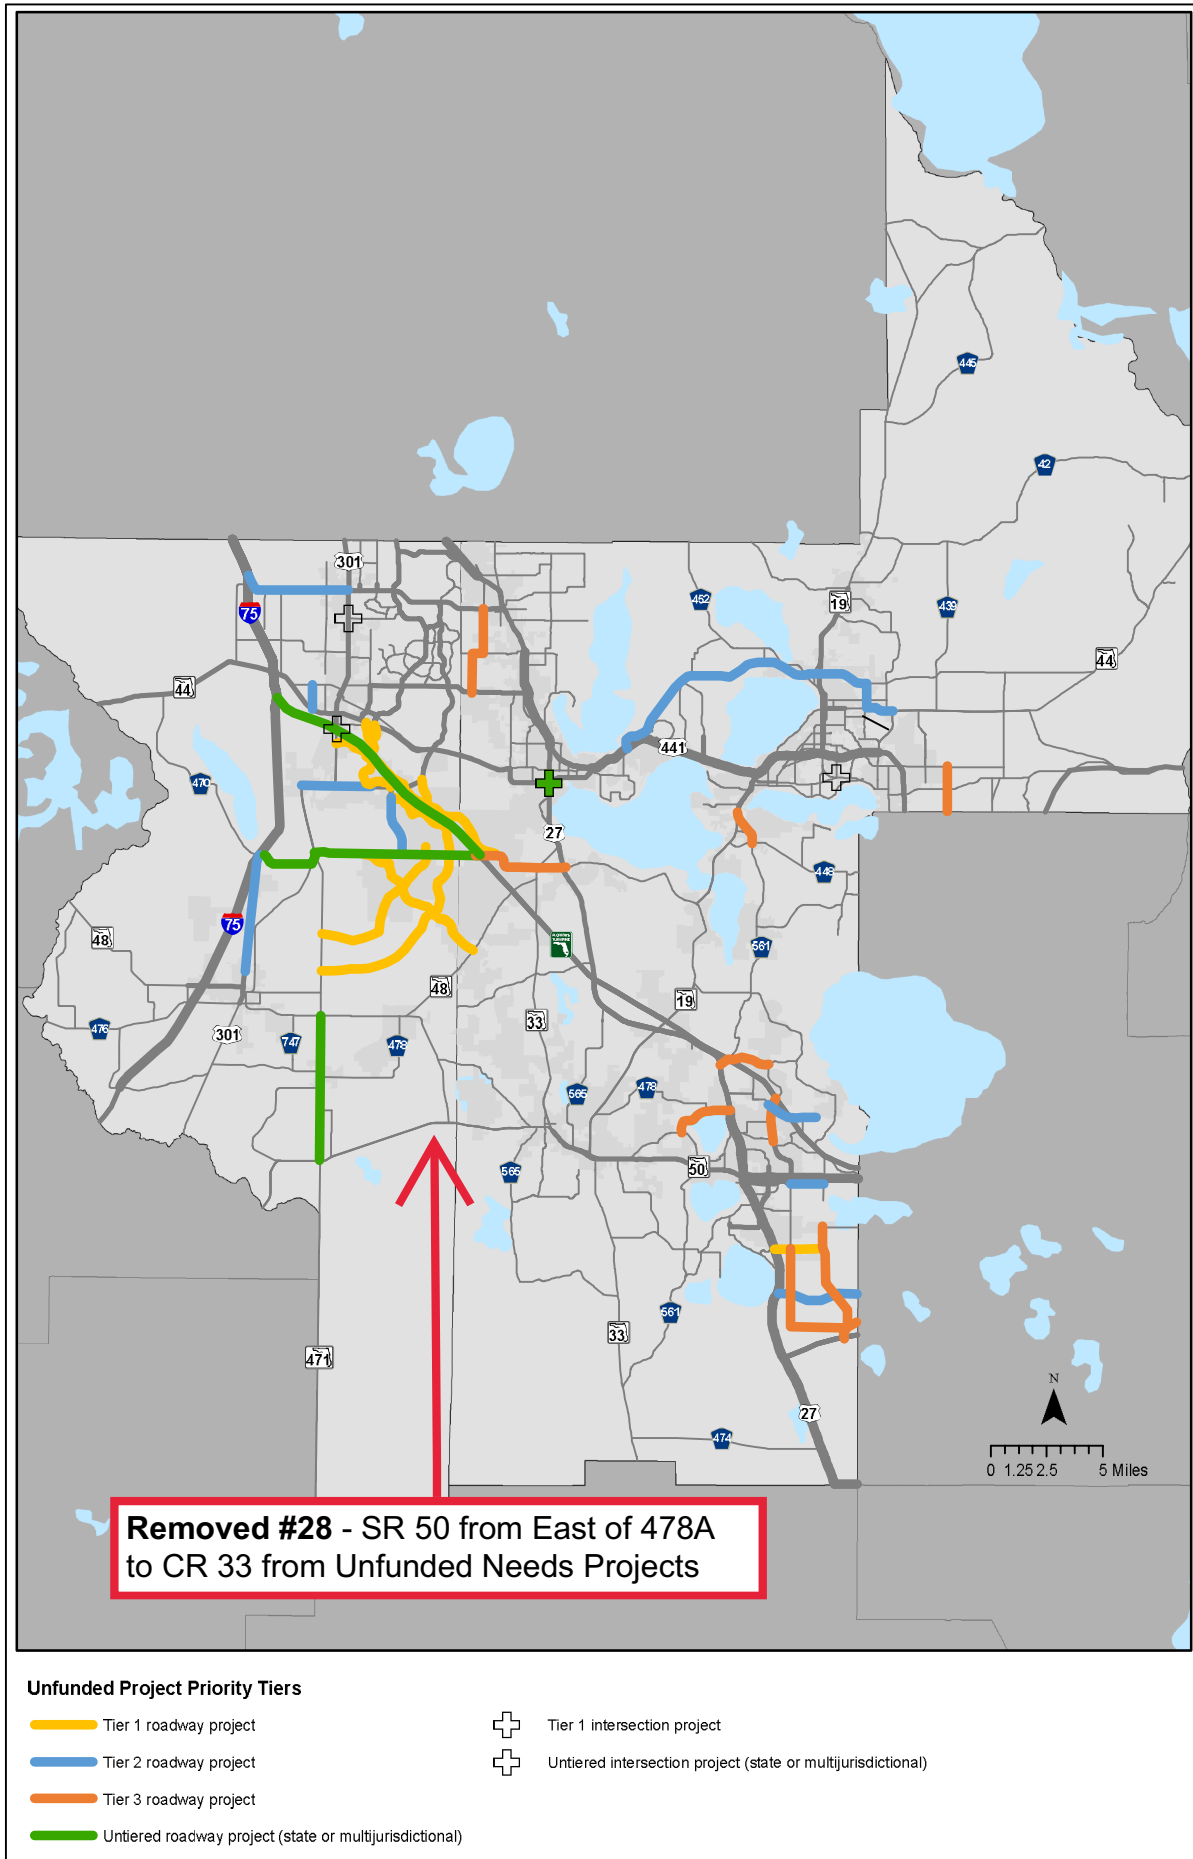 445
42
301
75
452
19
439
44
44
441
470
27
448
75
48
561
48
19
33
476
301
747
478
478
565
50
565
561
33
471
27
474
N
0 1.25 2.5 5 Miles
Removed #28 - SR 50 from East of 478A
to CR 33 from Unfunded Needs Projects
Unfunded Project Priority Tiers
Tier 1 roadway project
Tier 2 roadway project
Tier 3 roadway project
Untiered roadway project (state or multijurisdictional)
Tier 1 intersection project
Untiered intersection project (state or multijurisdictional)